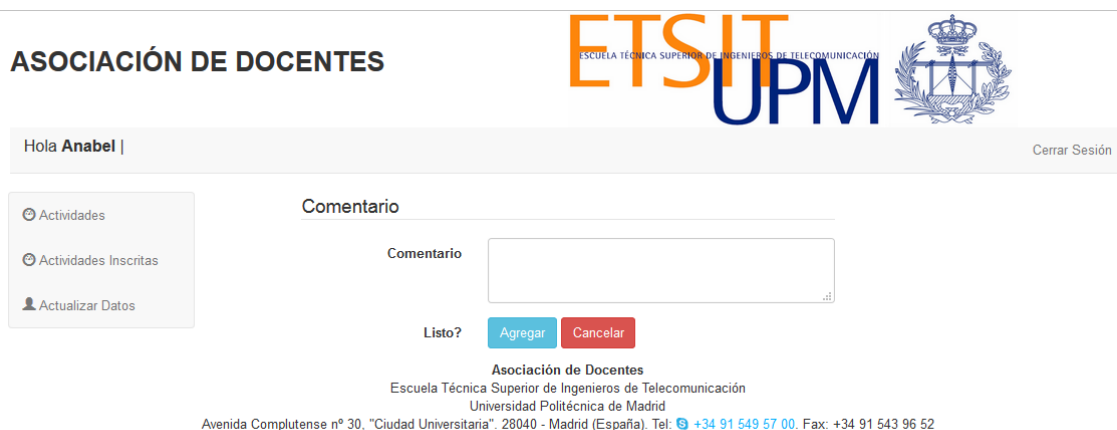 ASOCIACIÓN DE DOCENTES
ETSIT
ESCUELA TÉCNICA SUPERIOR DE INGENIEROS DE TELECOMUNICACIÓN
UPM
Hola Anabel |
Cerrar Sesión
Actividades
Actividades Inscritas
Actualizar Datos
Comentario
Comentario
Listo?
Agregar
Cancelar
Asociación de Docentes
Escuela Técnica Superior de Ingenieros de Telecomunicación
Universidad Politécnica de Madrid
Avenida Complutense nº 30, "Ciudad Universitaria". 28040 - Madrid (España). Tel: +34 91 549 57 00. Fax: +34 91 543 96 52